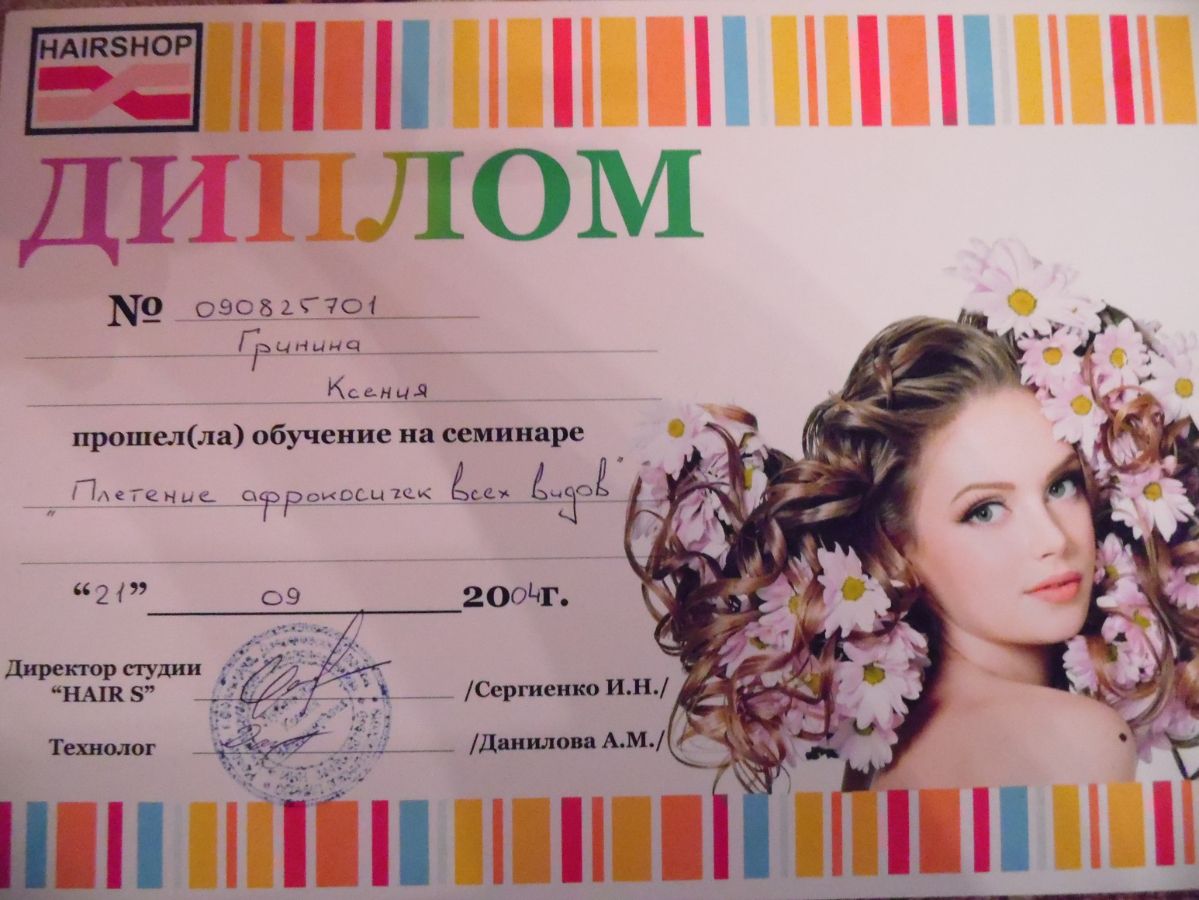 HAIRSHOP
ДИПЛОМ
№ 090825701
Гринина
Ксения
прошел(ла) обучение на семинаре
"Плетение афрокосичек всех видов"
“21” 09 2004г.
Директор студии
“HAIR S” /Сергиенко И.Н./
Технолог /Данилова А.М./